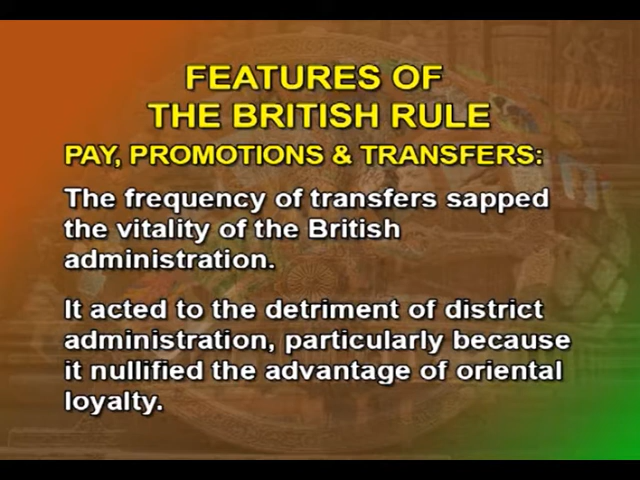 FEATURES OF
THE BRITISH RULE
PAY, PROMOTIONS & TRANSFERS:
The frequency of transfers sapped
the vitality of the British
administration.
It acted to the detriment of district
administration, particularly because
it nullified the advantage of oriental
loyalty.